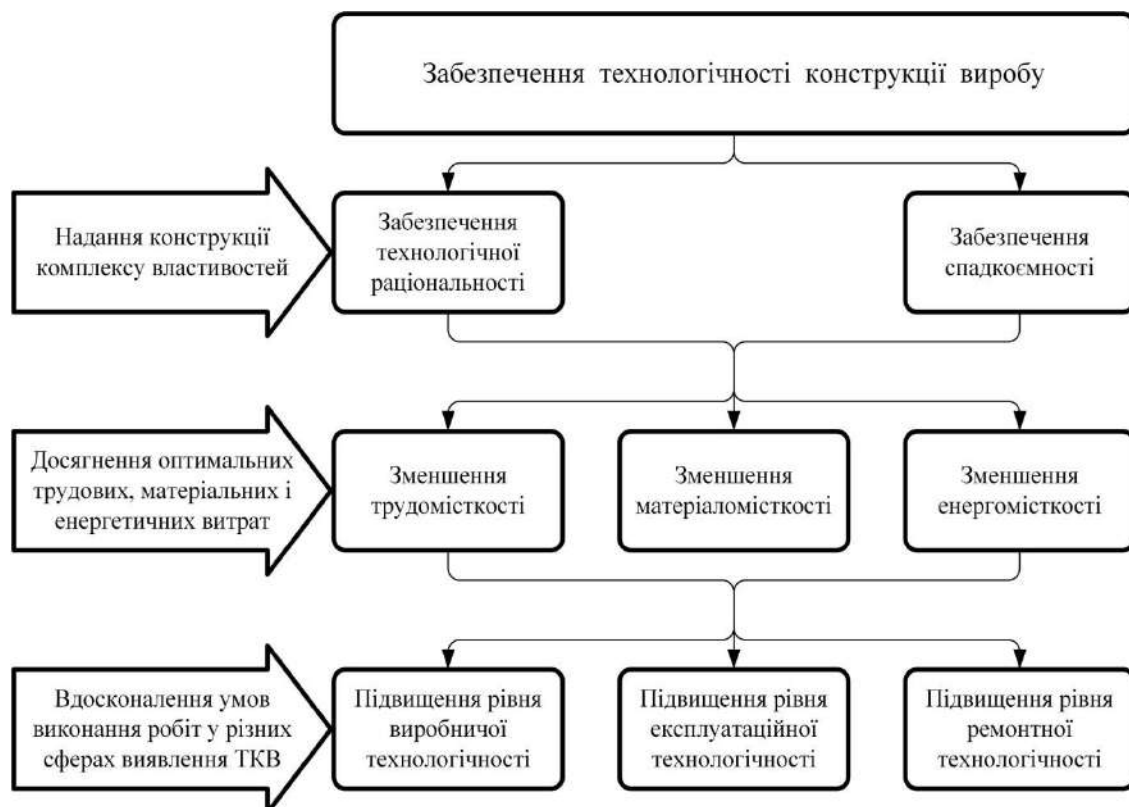 Забезпечення технологічності конструкції виробу
Надання конструкції
комплексу властивостей
Забезпечення
технологічної
раціональності
Забезпечення
спадкоємності
Досягнення оптимальних
трудових, матеріальних і
енергетичних витрат
Зменшення
трудомісткості
Зменшення
матеріаломісткості
Зменшення
енергомісткості
Вдосконалення умов
виконання робіт у різних
сферах виявлення ТКВ
Підвищення рівня
виробничої
технологічності
Підвищення рівня
експлуатаційної
технологічності
Підвищення рівня
ремонтної
технологічності